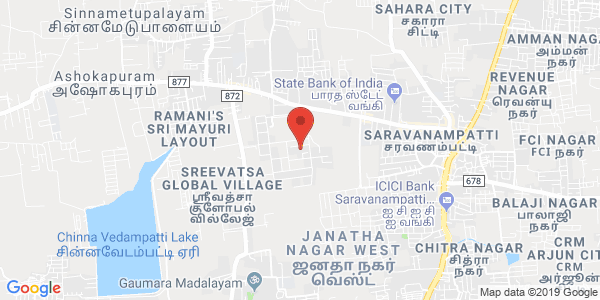 Sinnametupalayam
சின்னமேடுபாளையம்
SAHARA CITY
சகாரா
சிட்டி
AMMAN NAGAR
அம்மன்
நகர்
Ashokapuram
அஷோகபுரம்
877
872
State Bank of India
பாரத ஸ்டேட்
வங்கி
REVENUE
NAGAR
ரெவன்யு
நகர்
RAMANI'S
SRI MAYURI
LAYOUT
SARAVANAMPATTI
சரவணம்பட்டி
FCI NAGAR
FCI நகர்
SREEVATSA
GLOBAL VILLAGE
ஸ்ரீவத்சா
குளோபல்
வில்லேஜ்
678
ICICI Bank
Saravanampatti...
ஐ சி ஐ சி
ஐ வங்கி
BALAJI NAGAR
பாலாஜி
நகர்
Chinna Vedampatti Lake
சின்னவேடம்பட்டி ஏரி
JANATHA
NAGAR WEST
ஜனதா நகர்
வெஸ்ட்
CHITRA NAGAR
சித்ரா
நகர்
CRM
ARJUN CITY
CRM
அர்ஜூன்
Gaumara Madalayam
Google
Map data ©2019 Google